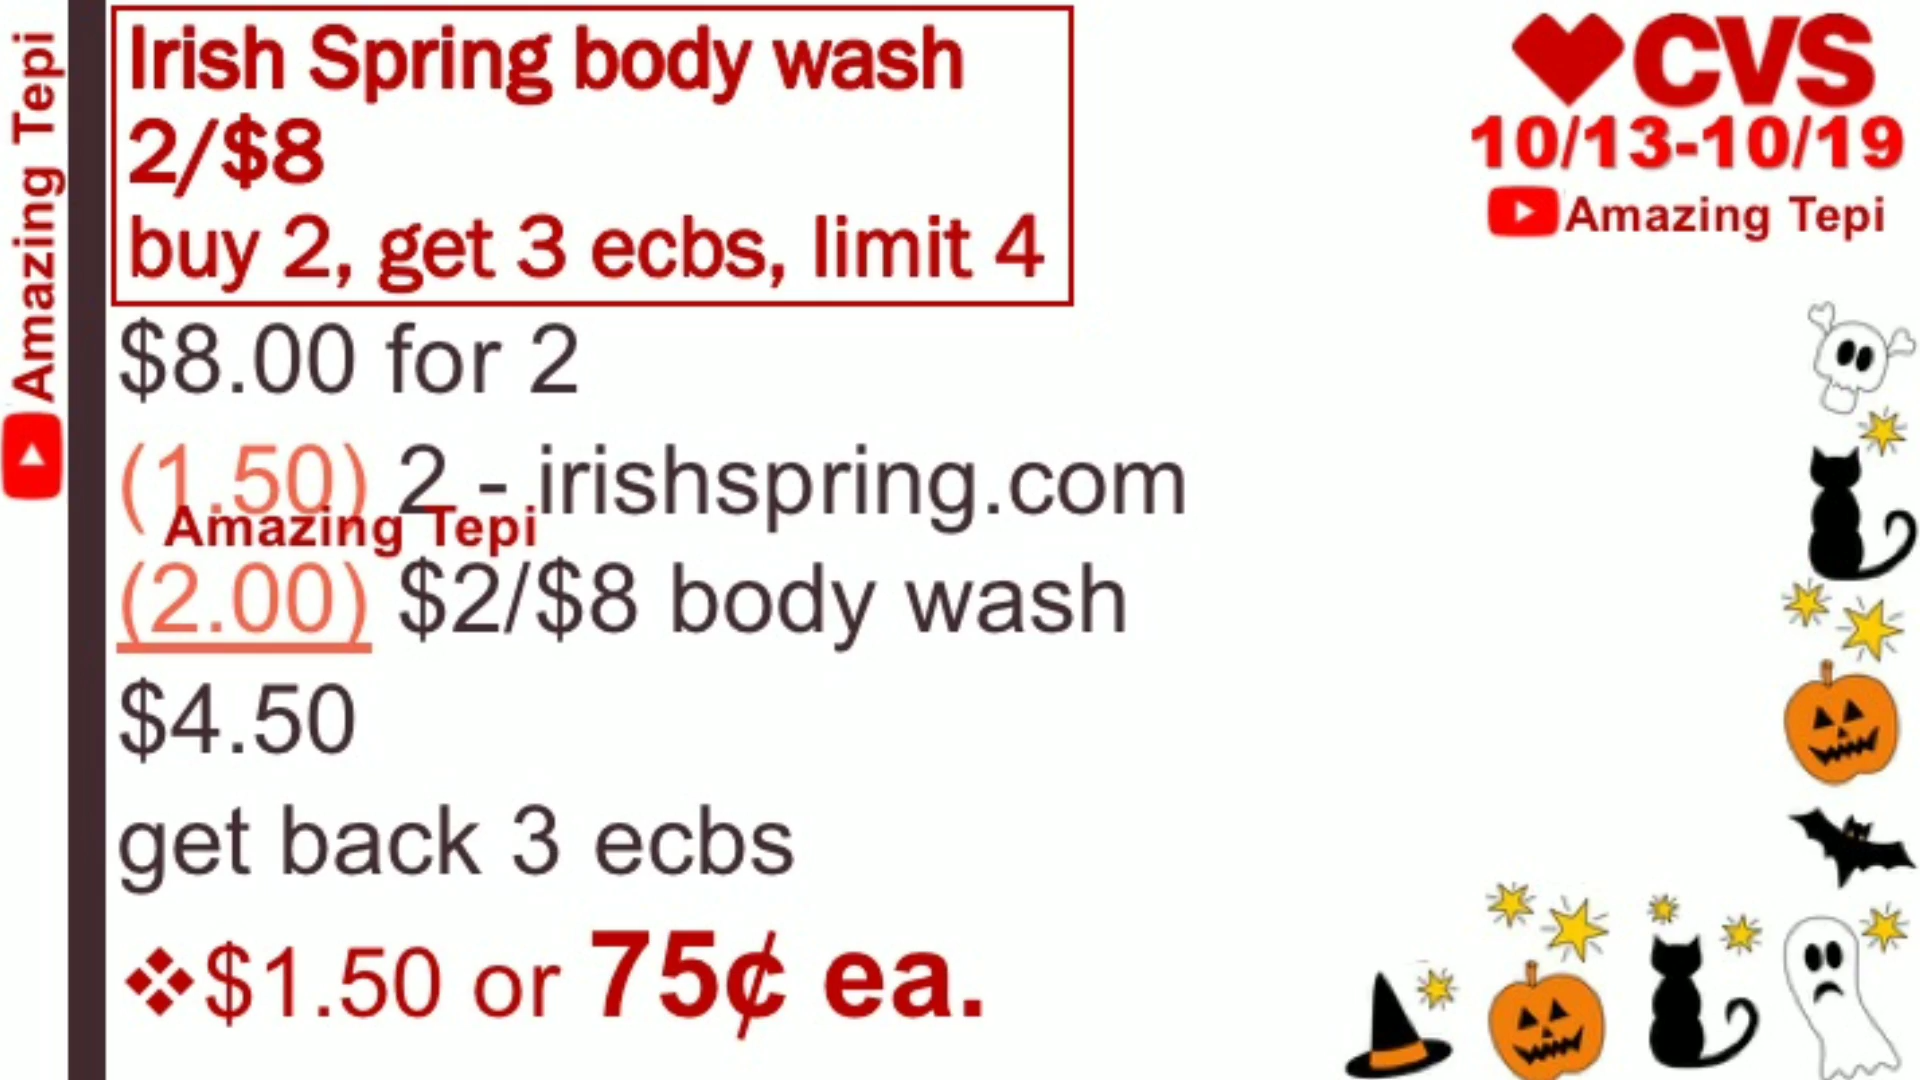 Irish Spring body wash
2/$8
buy 2, get 3 ecbs, limit 4
$8.00 for 2
(1.50) 2 - irishspring.com
(2.00) $2/$8 body wash
$4.50
get back 3 ecbs
❖$1.50 or 75¢ ea.
CVS
10/13-10/19
Amazing Tepi
Amazing Tepi
Amazing Tepi